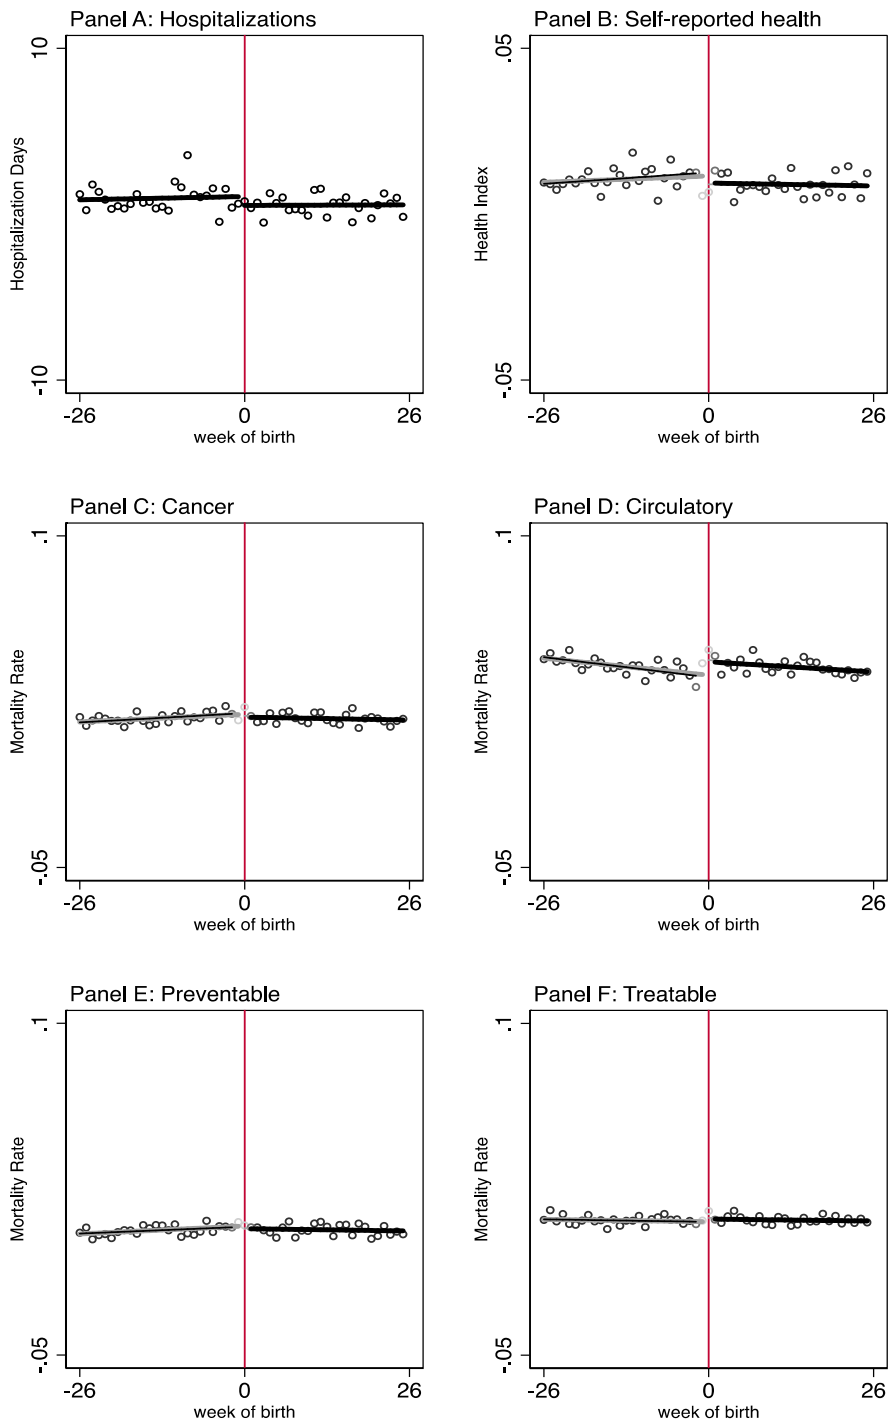 Panel A: Hospitalizations
10
Hospitalization Days
-10
-26
0
26
week of birth
Panel B: Self-reported health
.05
Health Index
-.05
-26
0
26
week of birth
Panel C: Cancer
.1
Mortality Rate
-.05
-26
0
26
week of birth
Panel D: Circulatory
.1
Mortality Rate
-.05
-26
0
26
week of birth
Panel E: Preventable
.1
Mortality Rate
-.05
-26
0
26
week of birth
Panel F: Treatable
.1
Mortality Rate
-.05
-26
0
26
week of birth